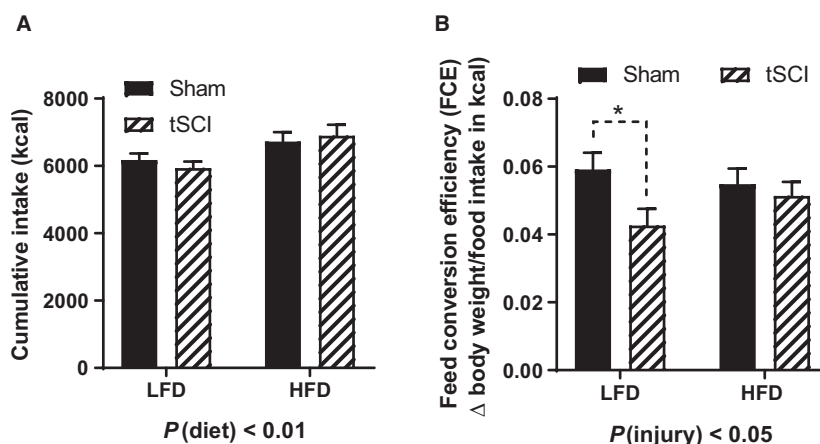 A
Cumulative intake (kcal)
Sham
tSCI
8000
6000
4000
2000
0
LFD
HFD
P(diet) < 0.01
B
Feed conversion efficiency (FCE)
Δ body weight/food intake in kcal)
Sham
tSCI
0.08
0.06
0.04
0.02
0.00
*
LFD
HFD
P(injury) < 0.05